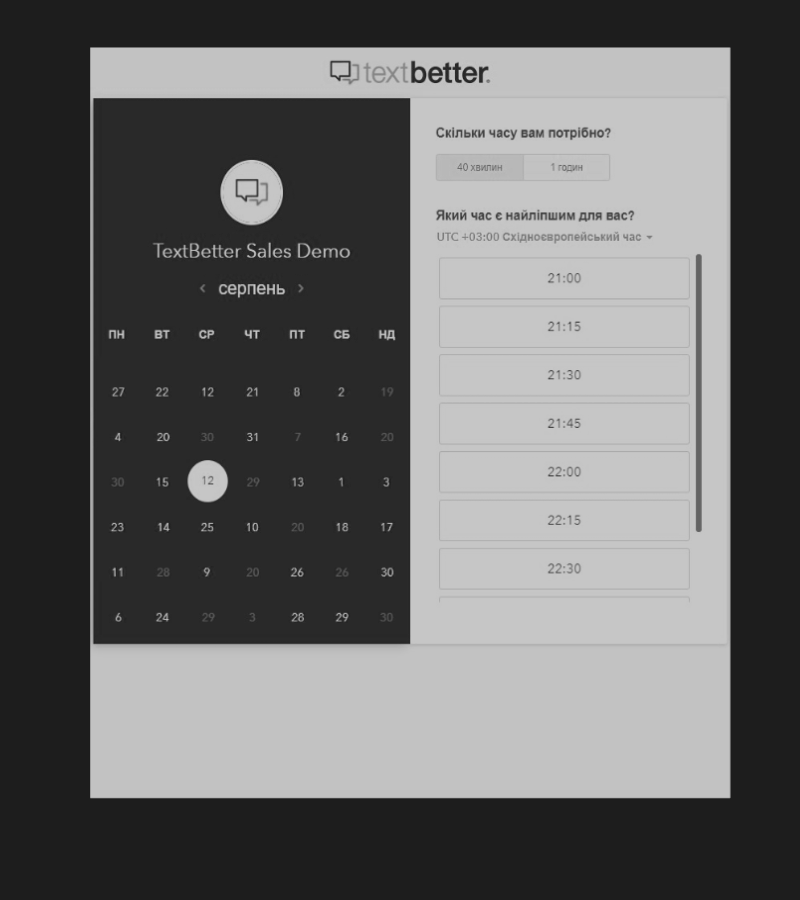 textbetter.
TextBetter Sales Demo
‹ серпень ›
ПН ВТ СР ЧТ ПТ СБ НД
27 22 12 21 8 2 19
4 20 30 31 7 16 20
30 15 12 29 13 1 3
23 14 25 10 20 18 17
11 28 9 20 26 26 30
6 24 29 3 28 29 30
Скільки часу вам потрібно?
40 хвилин 1 годин
Який час є найліпшим для вас?
UTC +03:00 Східноєвропейський час
21:00
21:15
21:30
21:45
22:00
22:15
22:30